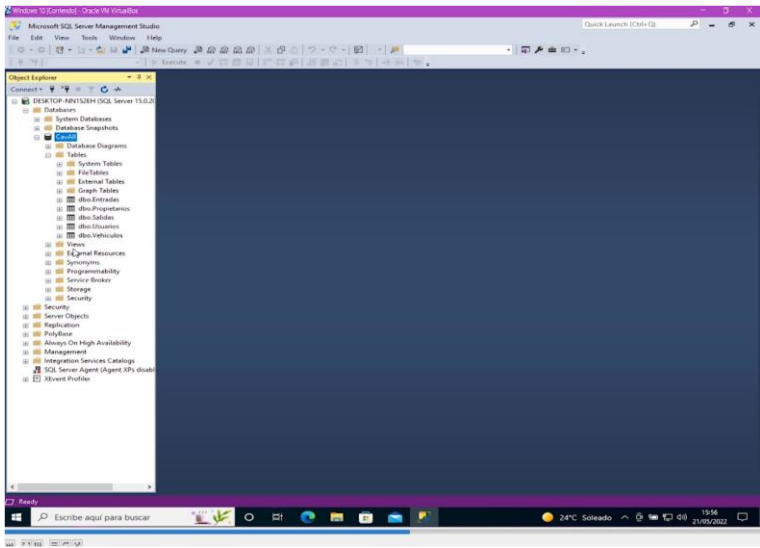 Windows 10 [Corriendo] - Oracle VM VirtualBox
Microsoft SQL Server Management Studio
Quick Launch (Ctrl+Q)
File Edit View Tools Window Help
New Query
Execute
Object Explorer
Connect
DESKTOP-NN1S2EH (SQL Server 15.0.20
Databases
System Databases
Database Snapshots
Database Diagrams
Tables
System Tables
FileTables
External Tables
Graph Tables
dbo.Entradas
dbo.Propietarios
dbo.Salidas
dbo.Usuarios
dbo.Vehiculos
Views
External Resources
Synonyms
Programmability
Service Broker
Storage
Security
Security
Server Objects
Replication
PolyBase
Always On High Availability
Management
Integration Services Catalogs
SQL Server Agent (Agent XPs disabl
XEvent Profiler
Ready
Escribe aquí para buscar
24°C Soleado
15:56
21/05/2022